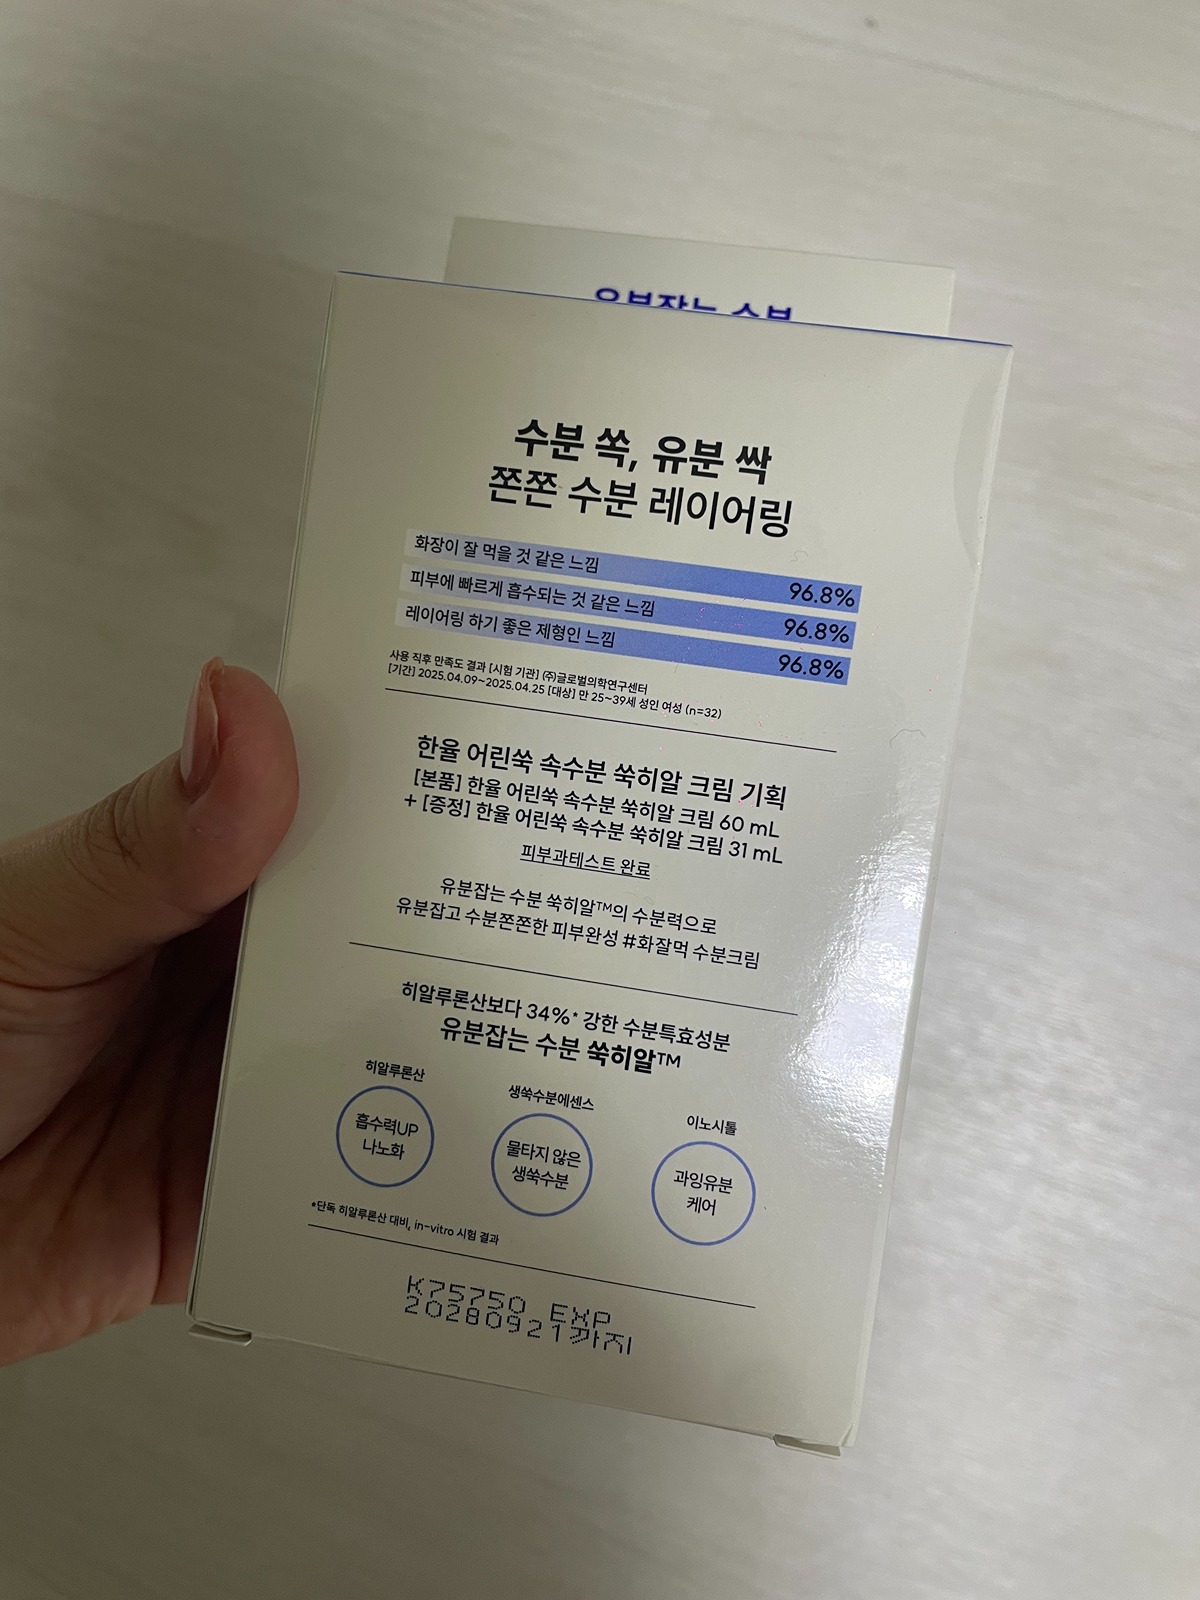 유분잡는 수분
수분 쏙, 유분 싹
쫀쫀 수분 레이어링
화장이 잘 먹을 것 같은 느낌 96.8%
피부에 빠르게 흡수되는 것 같은 느낌 96.8%
레이어링 하기 좋은 제형인 느낌 96.8%
사용 직후 만족도 결과 [시험 기관] (주)글로벌의학연구센터
[기간] 2025.04.09~2025.04.25 [대상] 만 25~39세 성인 여성 (n=32)
한율 어린쑥 속수분 쑥히알 크림 기획
[본품] 한율 어린쑥 속수분 쑥히알 크림 60 mL
+ [증정] 한율 어린쑥 속수분 쑥히알 크림 31 mL
피부과테스트 완료
유분잡는 수분 쑥히알™의 수분력으로
유분잡고 수분쫀쫀한 피부완성 #화잘먹 수분크림
히알루론산보다 34%* 강한 수분특효성분
유분잡는 수분 쑥히알™
히알루론산
흡수력UP
나노화
생쑥수분에센스
물타지 않은
생쑥수분
이노시톨
과잉유분
케어
*단독 히알루론산 대비, in-vitro 시험 결과
K75750 EXP
20280921까지